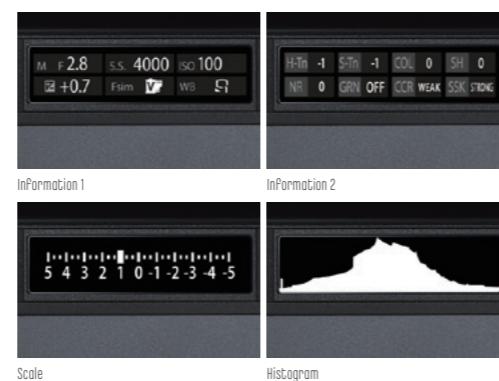 M F2.8 S.S. 4000 ISO 100
+0.7 Fsim V WB
H-Tn -1 S-Tn -1 COL 0 SH 0
NR 0 GRN OFF CCR WEAK SSK STRONG
Information 1
Information 2
5 4 3 2 1 0 -1 -2 -3 -4 -5
Scale
Histogram